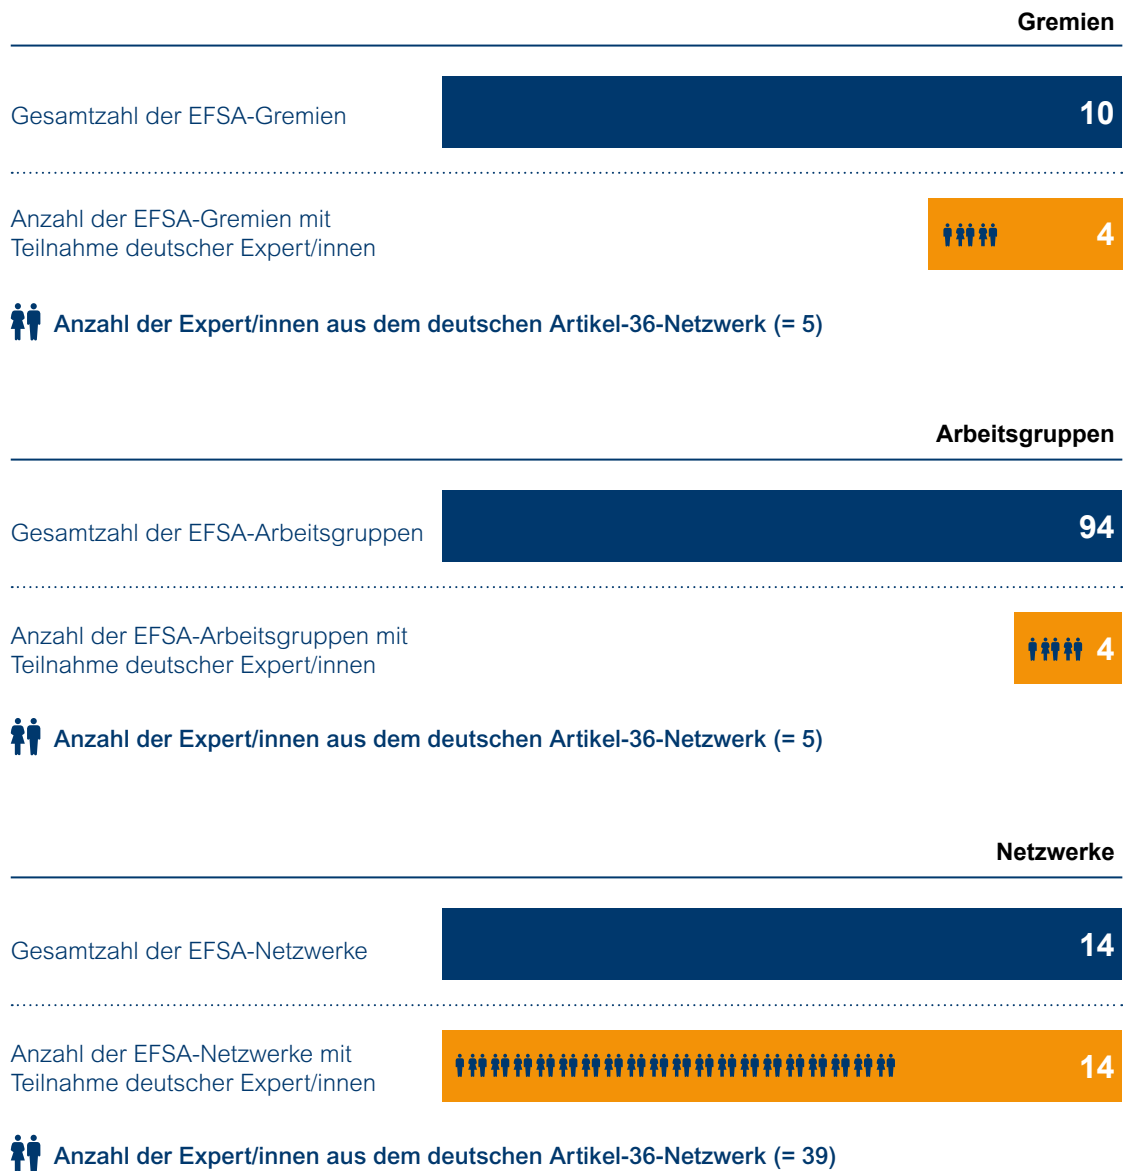 Gremien
Gesamtzahl der EFSA-Gremien
10
Anzahl der EFSA-Gremien mit
Teilnahme deutscher Expert/innen
4
Anzahl der Expert/innen aus dem deutschen Artikel-36-Netzwerk (= 5)
Arbeitsgruppen
Gesamtzahl der EFSA-Arbeitsgruppen
94
Anzahl der EFSA-Arbeitsgruppen mit
Teilnahme deutscher Expert/innen
4
Anzahl der Expert/innen aus dem deutschen Artikel-36-Netzwerk (= 5)
Netzwerke
Gesamtzahl der EFSA-Netzwerke
14
Anzahl der EFSA-Netzwerke mit
Teilnahme deutscher Expert/innen
14
Anzahl der Expert/innen aus dem deutschen Artikel-36-Netzwerk (= 39)